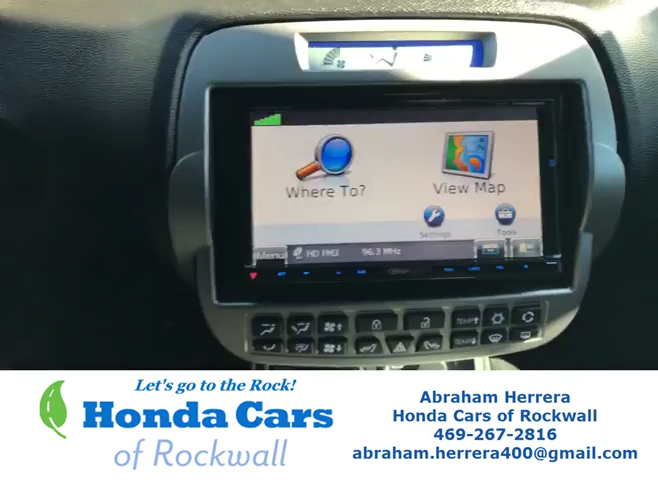 Where To?
View Map
Settings
Tools
Menu
HD FM3 96.3 MHz
TEMP
TEMP
Let's go to the Rock!
Honda Cars
of Rockwall
Abraham Herrera
Honda Cars of Rockwall
469-267-2816
abraham.herrera400@gmail.com